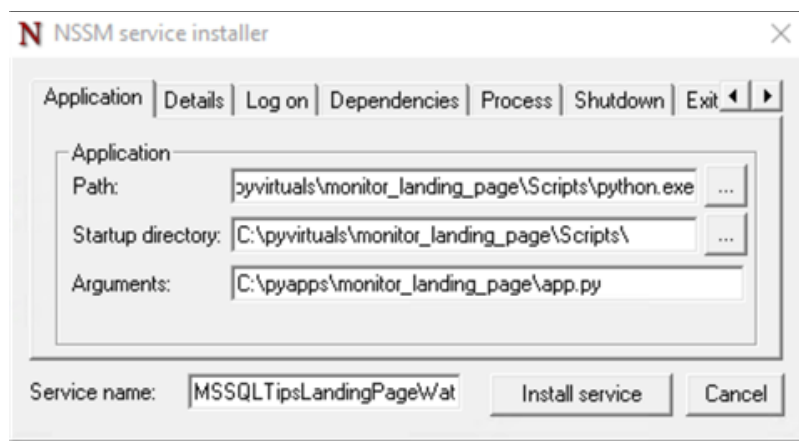 N NSSM service installer
Application Details Log on Dependencies Process Shutdown Exit
Application
Path: pyvirtuals\monitor_landing_page\Scripts\python.exe ...
Startup directory: C:\pyvirtuals\monitor_landing_page\Scripts\ ...
Arguments: C:\pyapps\monitor_landing_page\app.py
Service name: MSSQLTipsLandingPageWat Install service Cancel